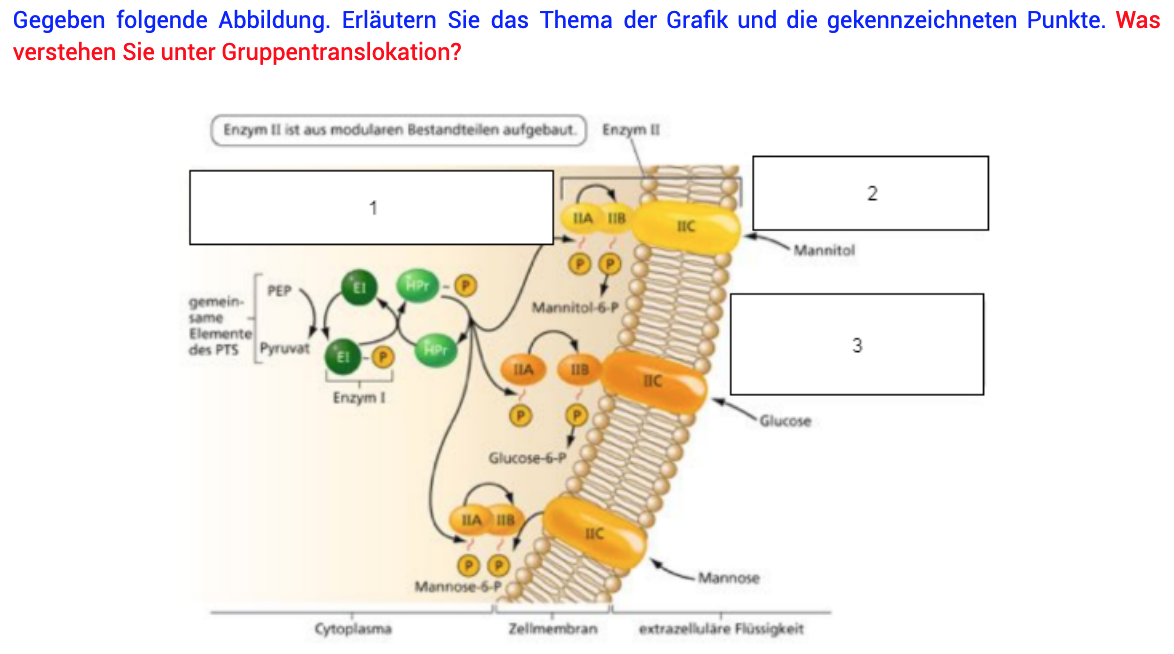 Gegeben folgende Abbildung. Erläutern Sie das Thema der Grafik und die gekennzeichneten Punkte. Was
verstehen Sie unter Gruppentranslokation?
Enzym II ist aus modularen Bestandteilen aufgebaut.
Enzym II
1
2
IIA IIB
IIC
P P
Mannitol
Mannitol-6-P
PEP
EI
HPr - P
gemein-
same
Elemente
des PTS
Pyruvat
EI - P
HPr
Enzym I
3
IIA
IIB
IIC
P
P
Glucose
Glucose-6-P
IIA IIB
IIC
P P
Mannose
Mannose-6-P
Cytoplasma
Zellmembran
extrazelluläre Flüssigkeit